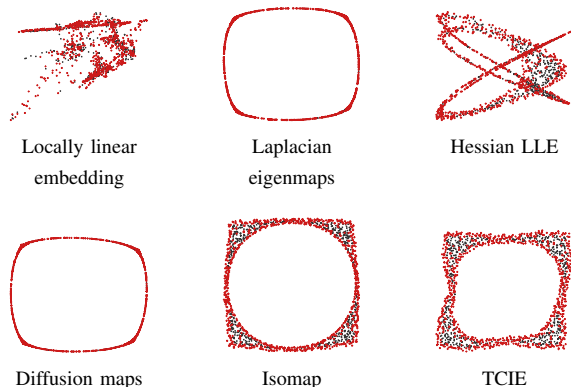 Locally linear
embedding
Laplacian
eigenmaps
Hessian LLE
Diffusion maps
Isomap
TCIE